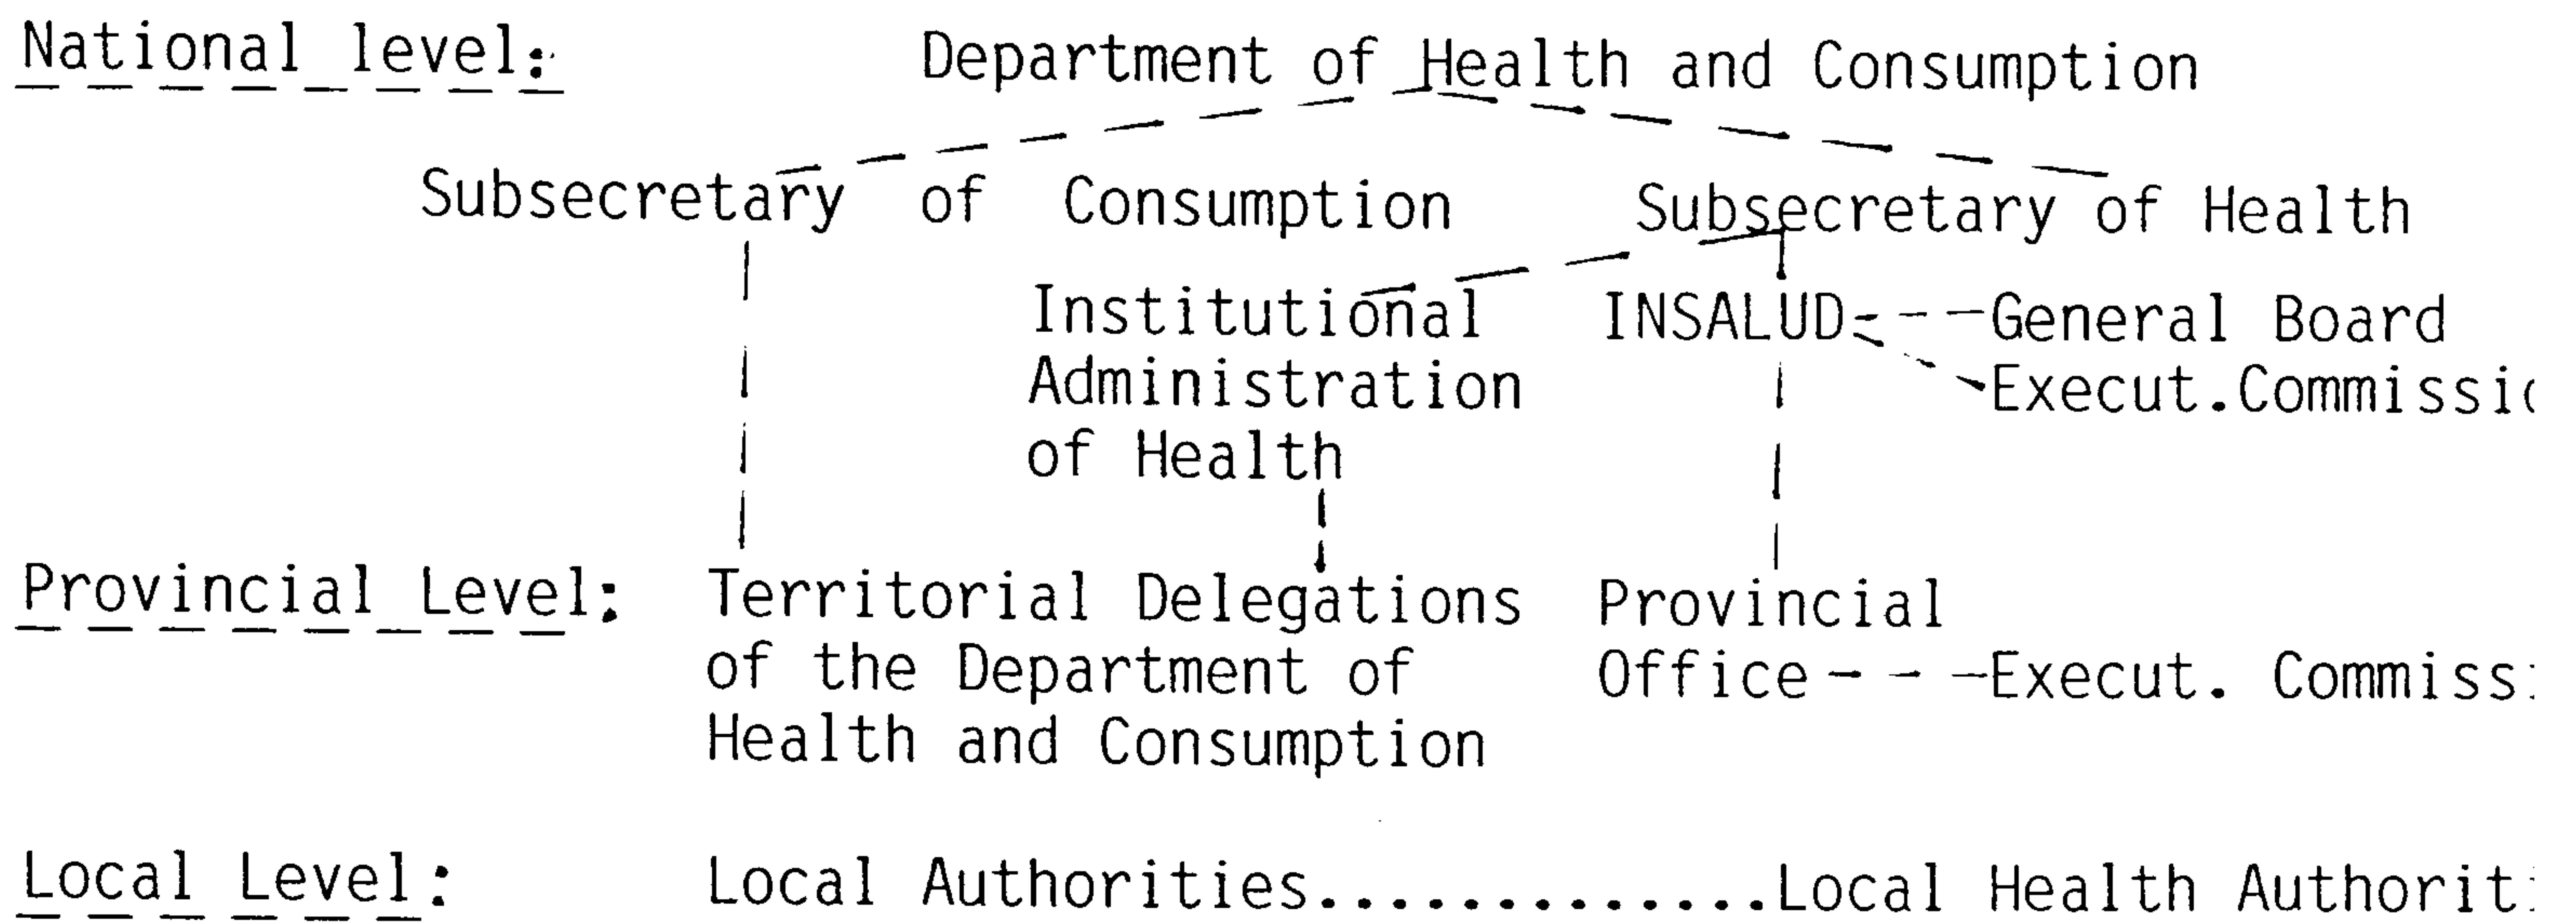 National level: Department of Health and Consumption
Subsecretary of Consumption Subsecretary of Health
Institutional INSALUD General Board
Administration Execut.Commissi
of Health
Provincial Level: Territorial Delegations Provincial
of the Department of Office - - - Execut. Commiss
Health and Consumption
Local Level: Local Authorities.............Local Health Authorit